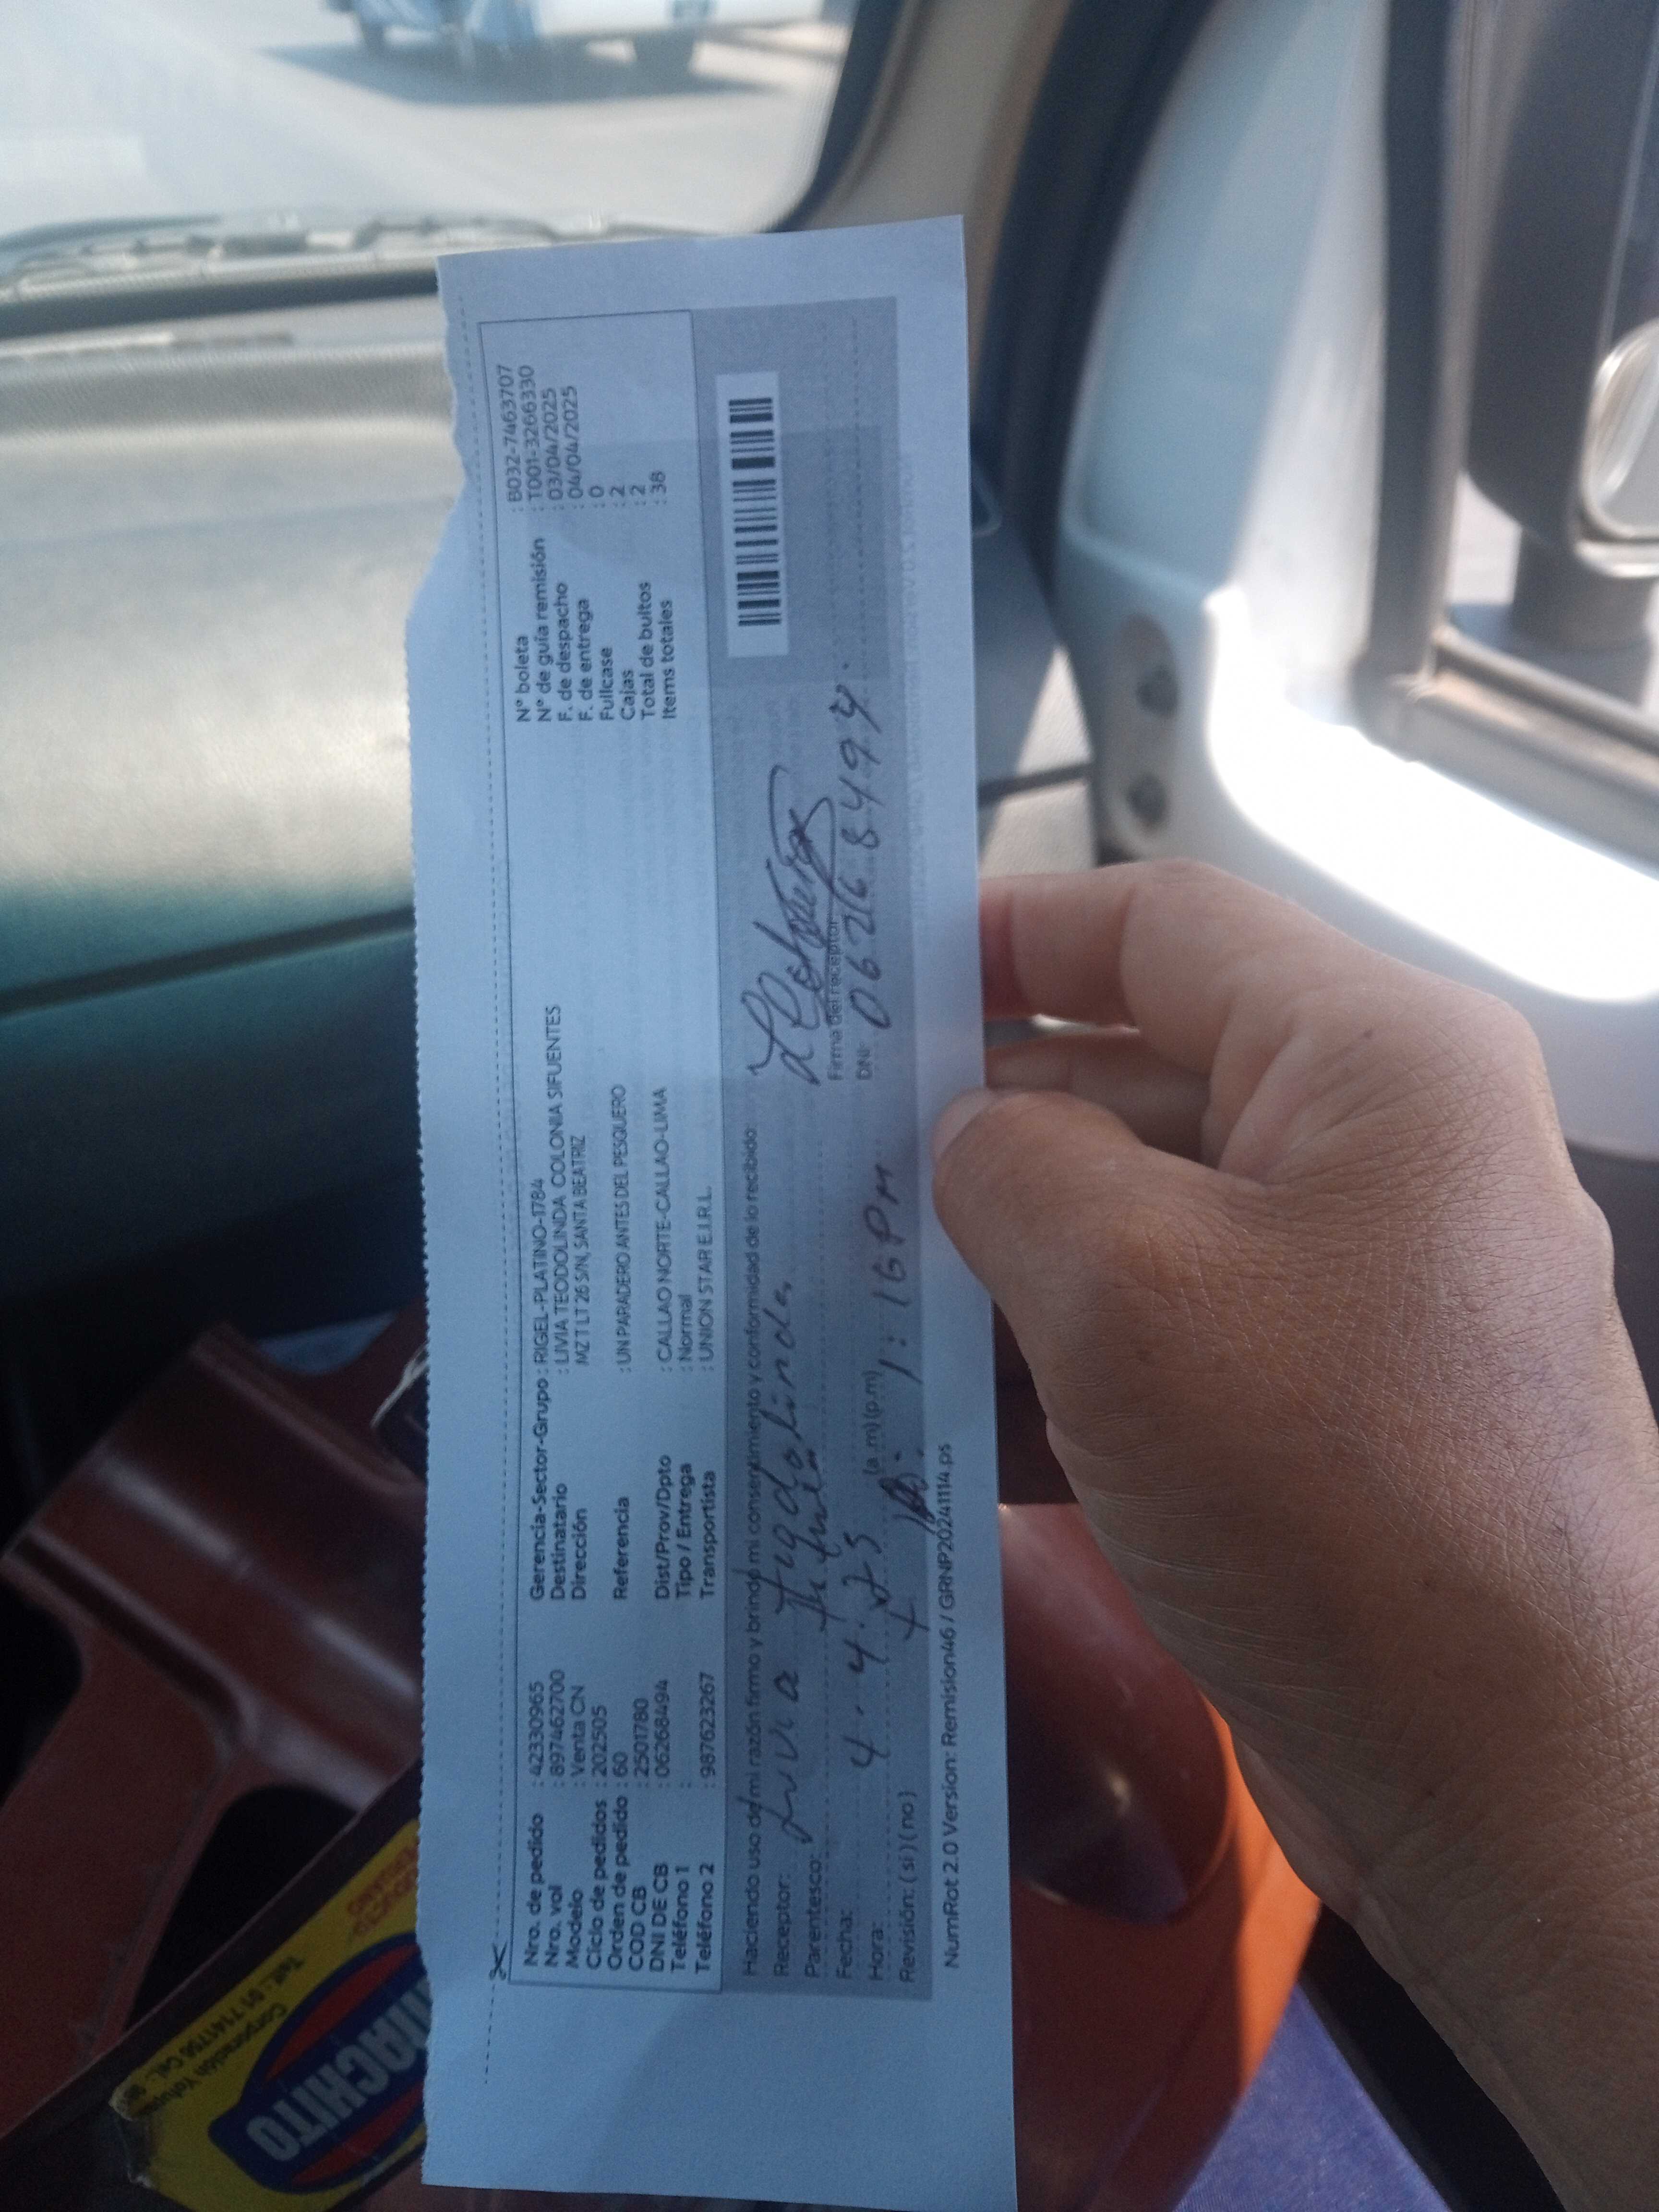 Nro. de pedido : 42330965
Nro. vol : 897462700
Modelo : Venta CN
Ciclo de pedidos : 202505
Orden de pedido : 60
COD CB : 2501780
DNI DE CB : 06268494
Teléfono 1 :
Teléfono 2 : 987623267
Gerencia-Sector-Grupo : RIGEL-PLATINO-1784
Destinatario : LIVIA TEODOLINDA COLONIA SIFUENTES
Dirección MZ T LT 26 S/N, SANTA BEATRIZ
Referencia : UN PARADERO ANTES DEL PESQUERO
Dist/Prov/Dpto : CALLAO NORTE-CALLAO-LIMA
Tipo / Entrega : Normal
Transportista : UNION STAR E.I.R.L.
N° boleta : B032-7463707
N° de guía remisión : T001-3266330
F. de despacho : 03/04/2025
F. de entrega : 04/04/2025
Fullcase : 0
Cajas : 2
Total de bultos : 2
Items totales : 38
Haciendo uso de mi razón firmo y brindo mi consentimiento y conformidad de lo recibido:
Receptor:
Parentesco:
Fecha: 4. 4. 25
Hora: (a.m)(p.m) 1:16 PM
Revisión: (si)(no)
Firma del receptor
DNI: 06268494
NumRot 2.0 Version: Remision46 / GRNP20241114.ps
MACHITO